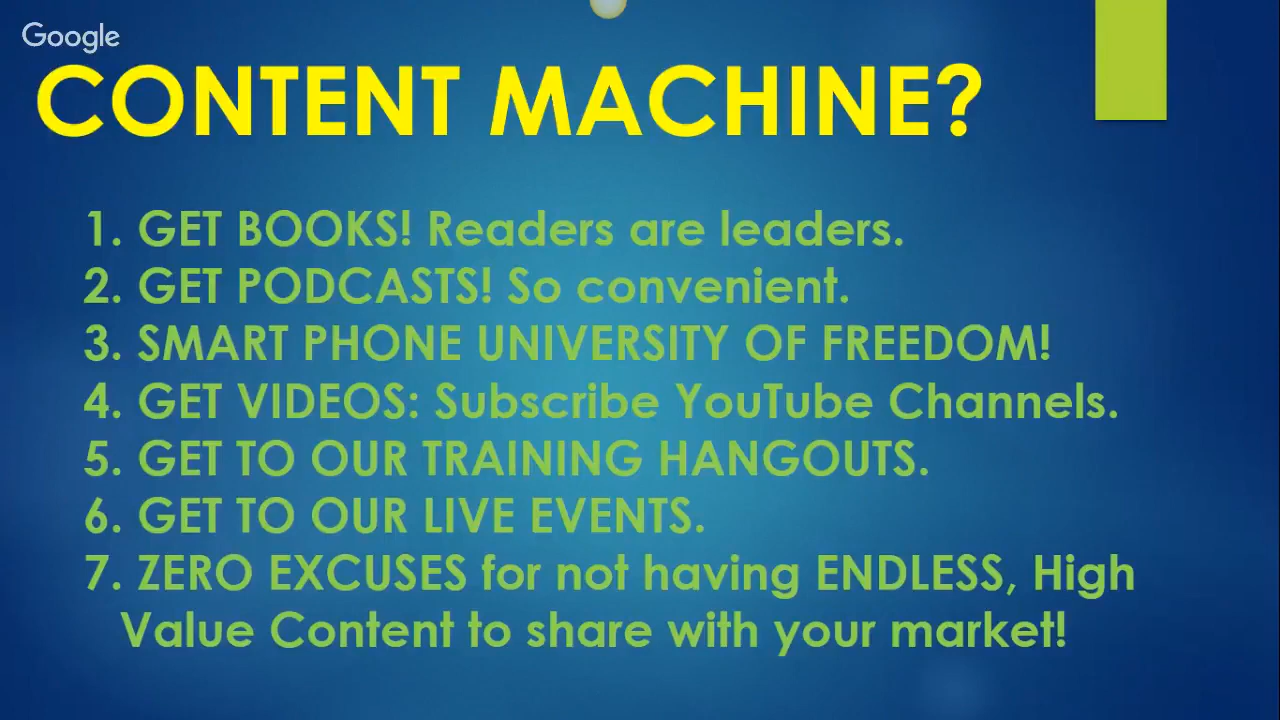 Google
CONTENT MACHINE?
1. GET BOOKS! Readers are leaders.
2. GET PODCASTS! So convenient.
3. SMART PHONE UNIVERSITY OF FREEDOM!
4. GET VIDEOS: Subscribe YouTube Channels.
5. GET TO OUR TRAINING HANGOUTS.
6. GET TO OUR LIVE EVENTS.
7. ZERO EXCUSES for not having ENDLESS, High
Value Content to share with your market!